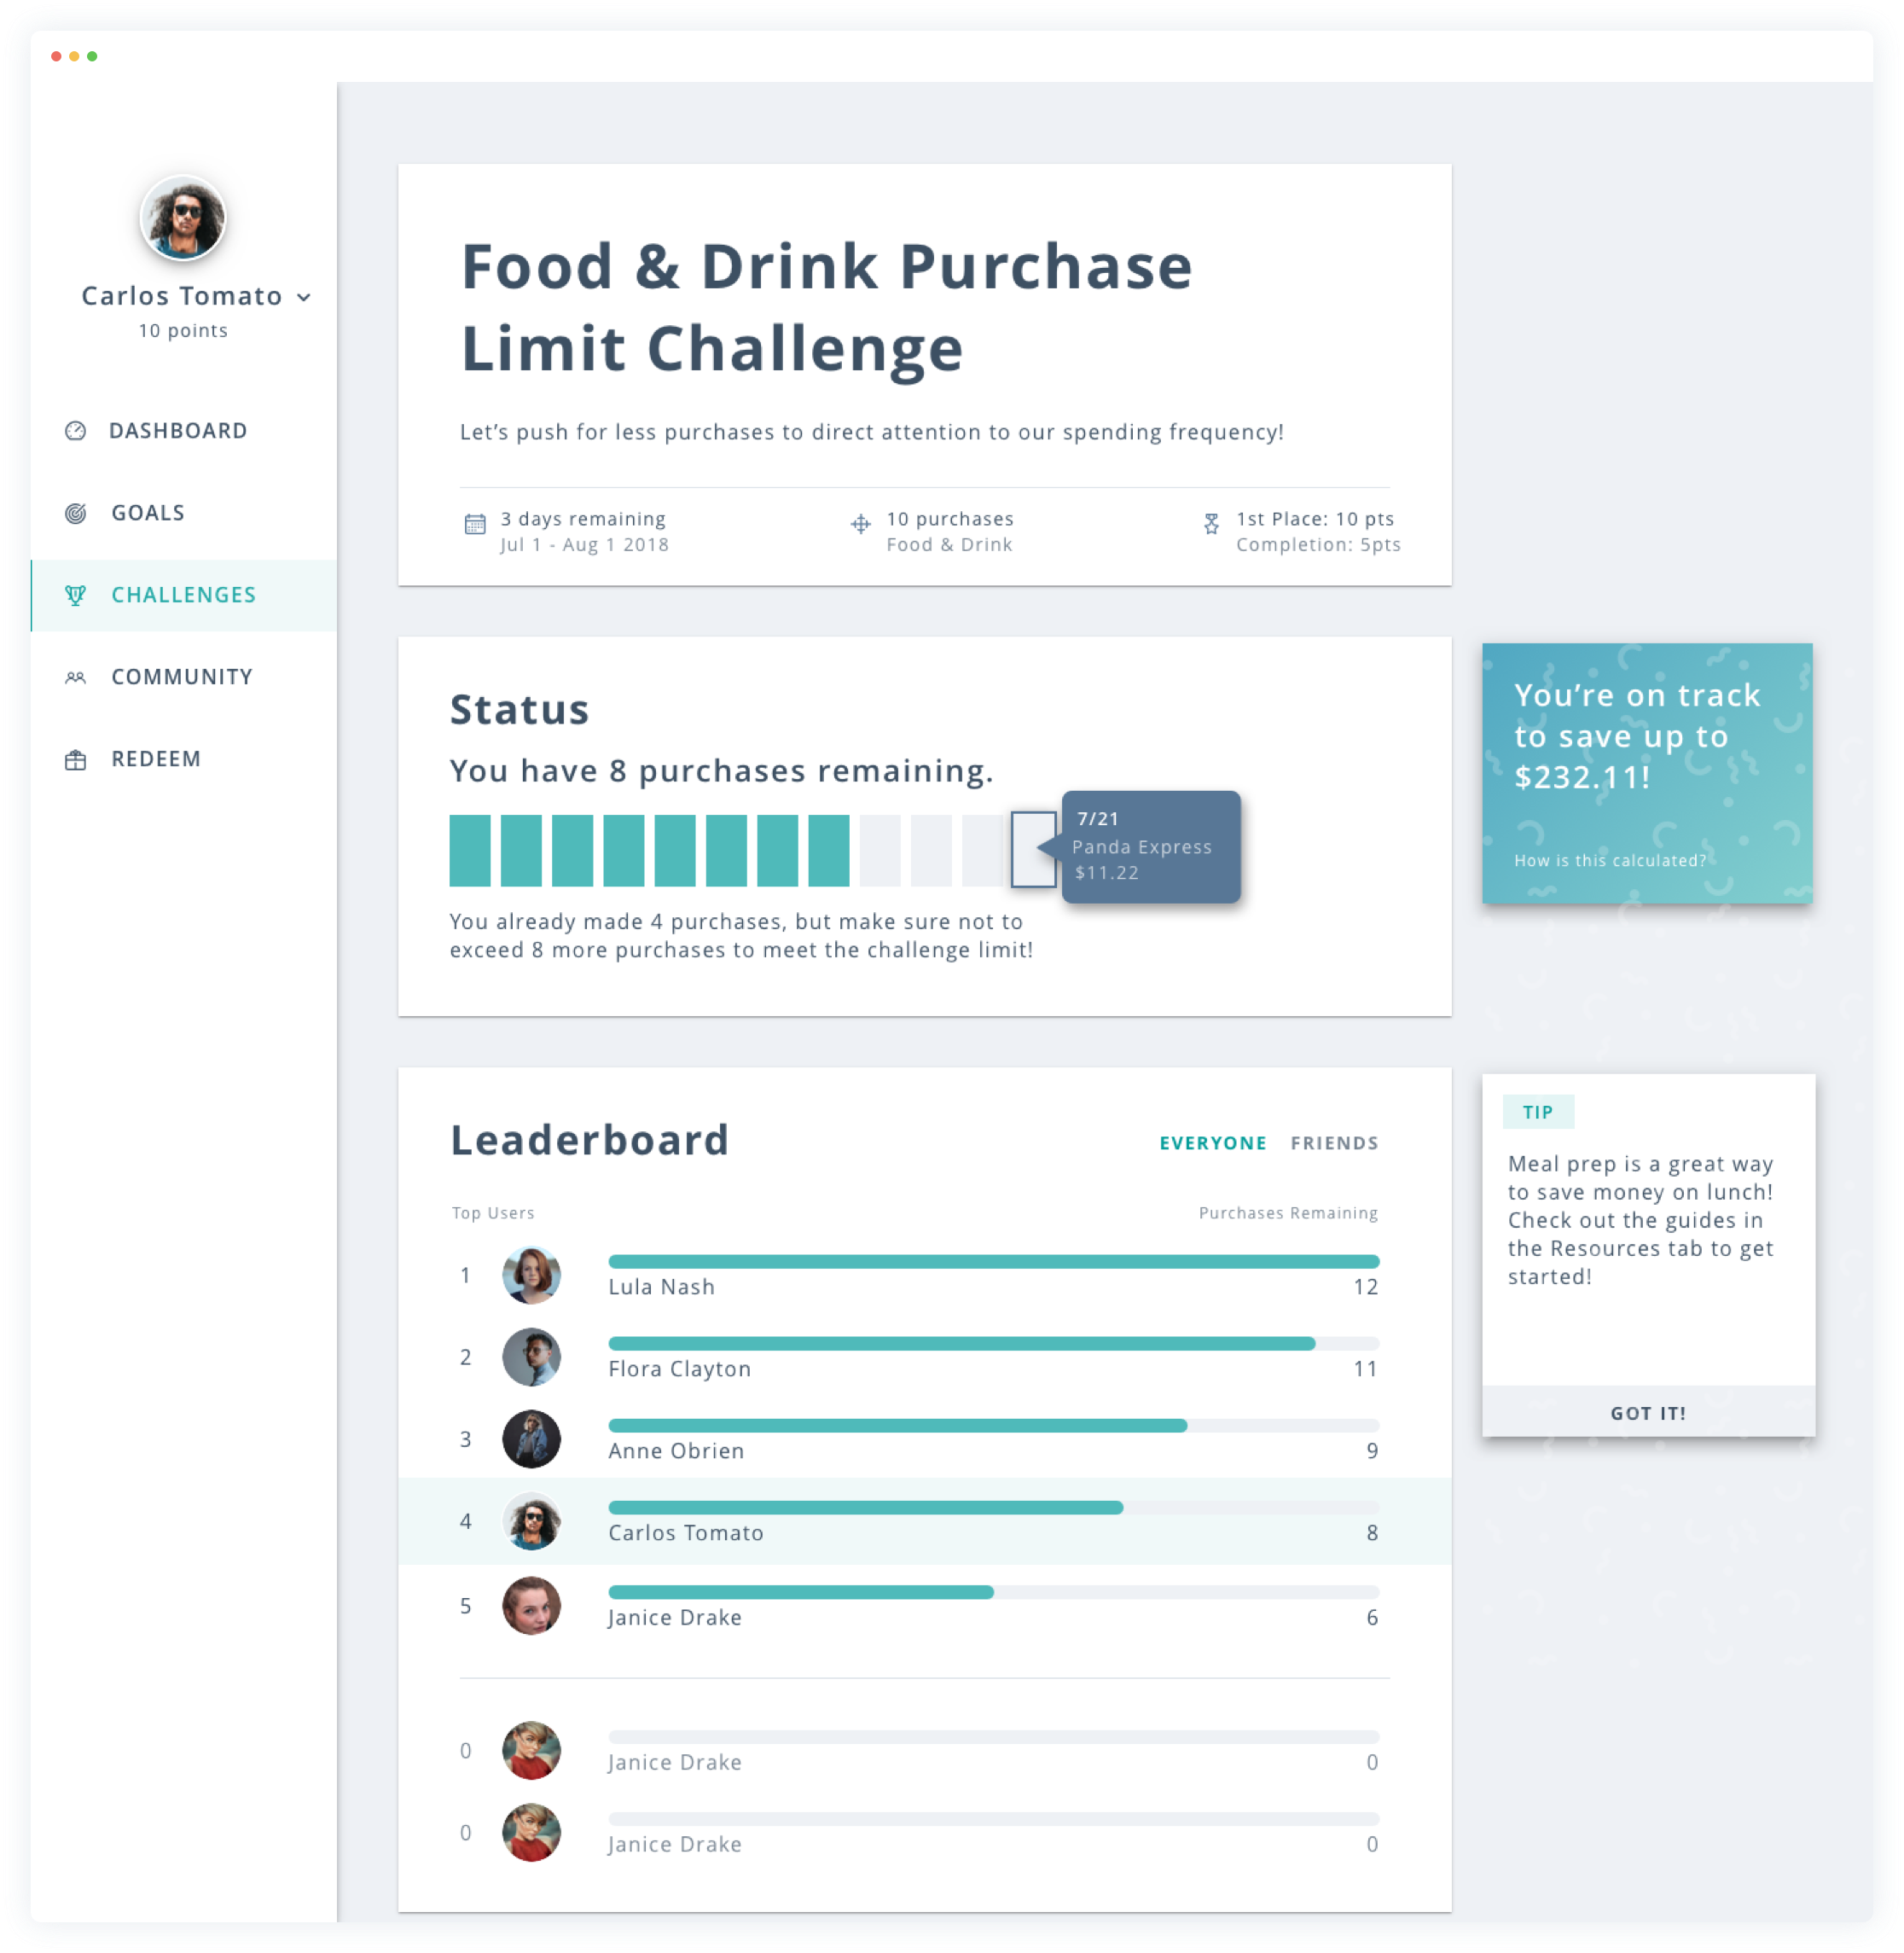 Carlos Tomato
10 points
DASHBOARD
GOALS
CHALLENGES
COMMUNITY
REDEEM
Food & Drink Purchase
Limit Challenge
Let's push for less purchases to direct attention to our spending frequency!
3 days remaining
Jul 1 - Aug 1 2018
10 purchases
Food & Drink
1st Place: 10 pts
Completion: 5pts
Status
You have 8 purchases remaining.
7/21
Panda Express
$11.22
You already made 4 purchases, but make sure not to
exceed 8 more purchases to meet the challenge limit!
You're on track
to save up to
$232.11!
How is this calculated?
Leaderboard
EVERYONE FRIENDS
Top Users
Purchases Remaining
1
Lula Nash
12
2
Flora Clayton
11
3
Anne Obrien
9
4
Carlos Tomato
8
5
Janice Drake
6
0
Janice Drake
0
0
Janice Drake
0
TIP
Meal prep is a great way
to save money on lunch!
Check out the guides in
the Resources tab to get
started!
GOT IT!